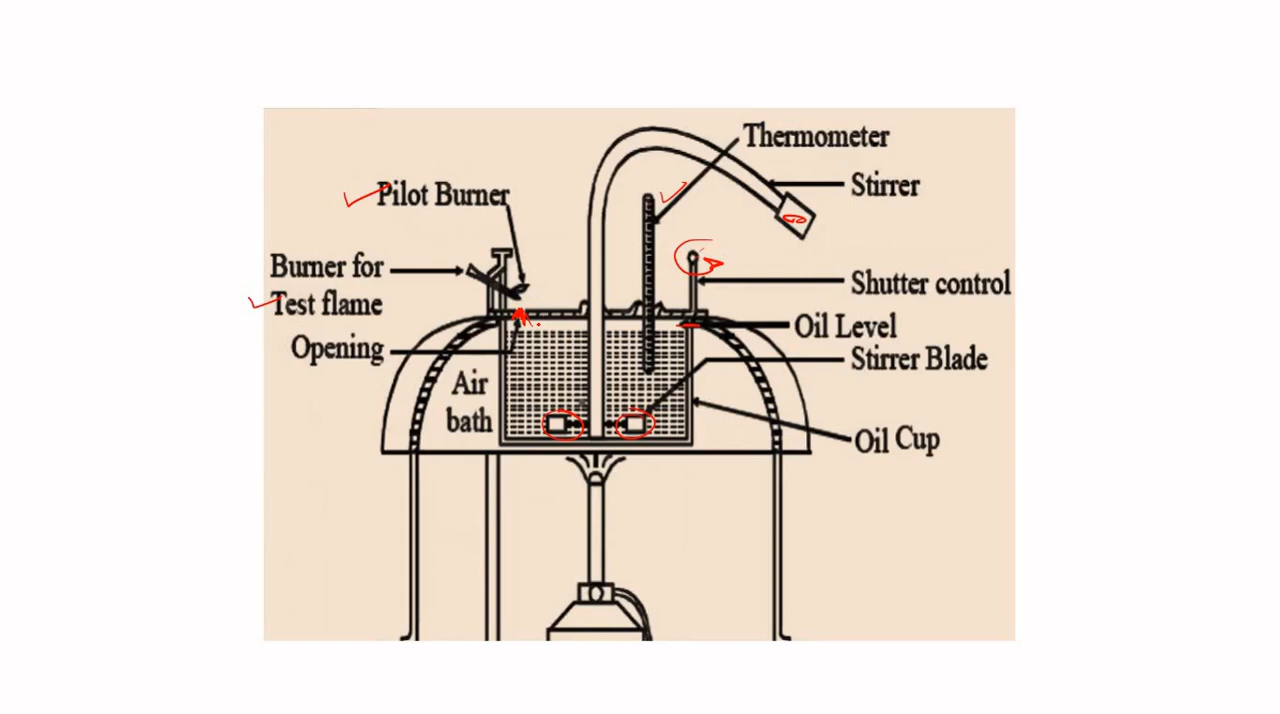 Thermometer
Stirrer
Pilot Burner
Burner for
Test flame
Shutter control
Oil Level
Opening
Stirrer Blade
Air
bath
Oil Cup